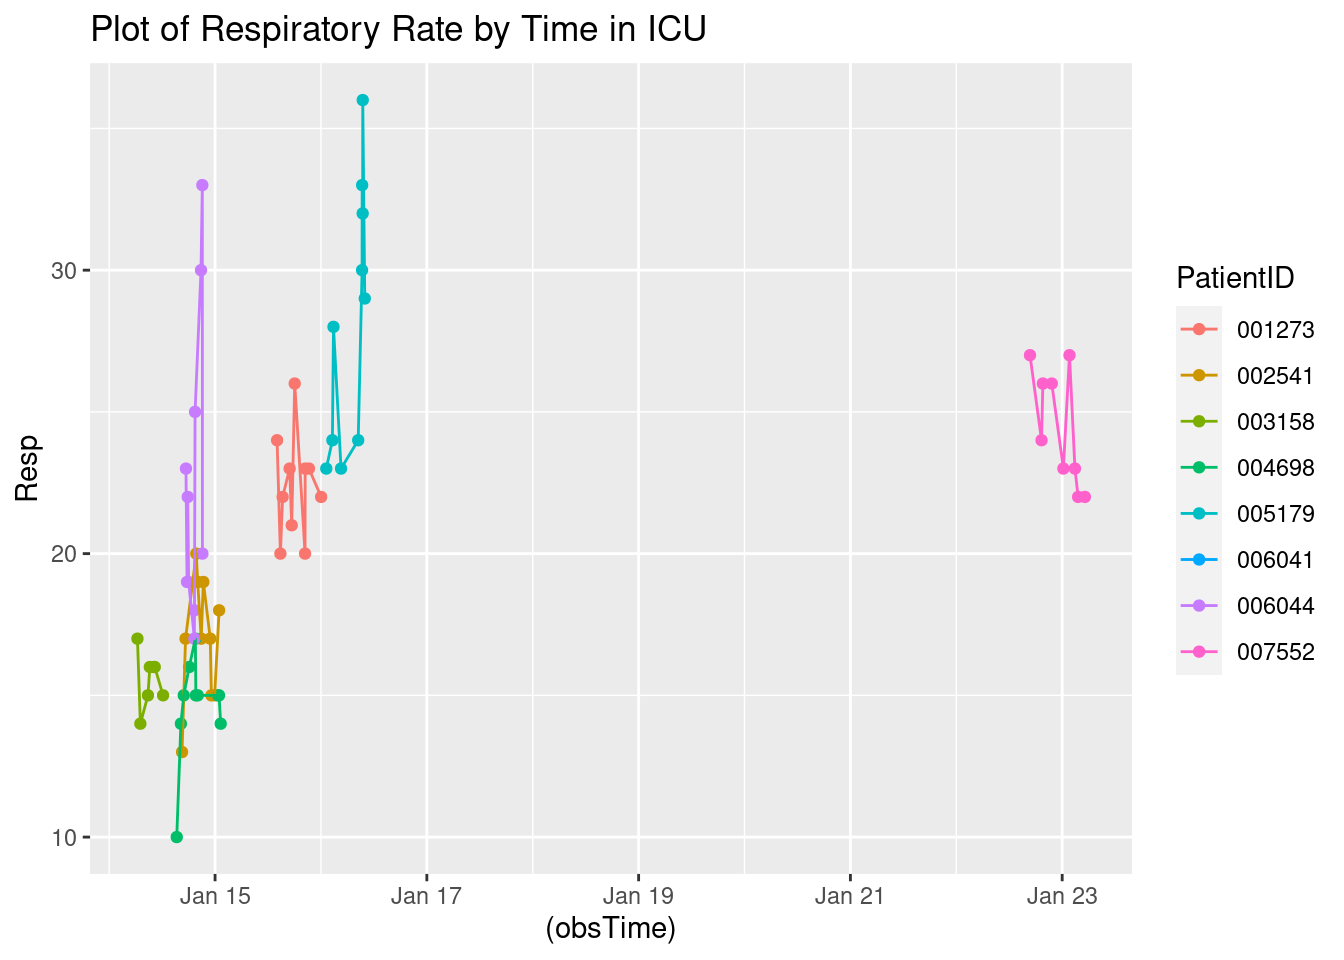 Plot of Respiratory Rate by Time in ICU
Resp
30
20
10
Jan 15 Jan 17 Jan 19 Jan 21 Jan 23
(obsTime)
PatientID
001273
002541
003158
004698
005179
006041
006044
007552